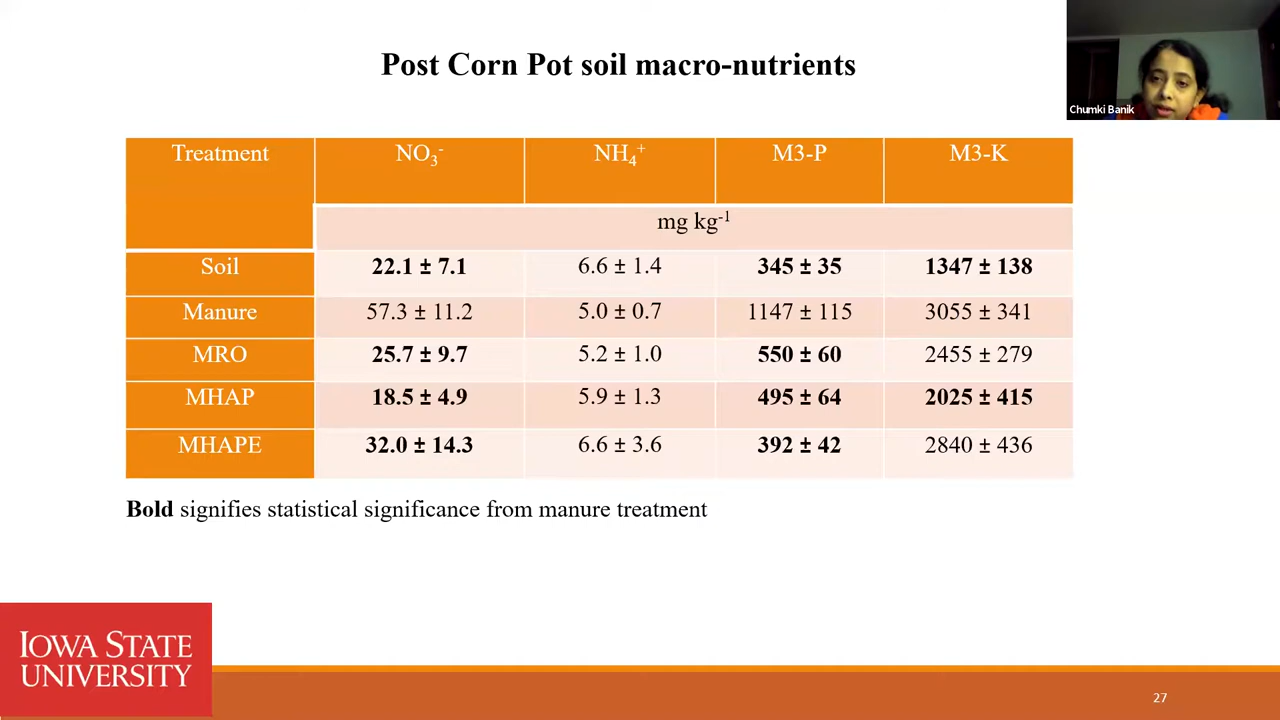 Post Corn Pot soil macro-nutrients
Chumki Banik
Treatment NO₃⁻ NH₄⁺ M3-P M3-K
mg kg⁻¹
Soil 22.1 ± 7.1 6.6 ± 1.4 345 ± 35 1347 ± 138
Manure 57.3 ± 11.2 5.0 ± 0.7 1147 ± 115 3055 ± 341
MRO 25.7 ± 9.7 5.2 ± 1.0 550 ± 60 2455 ± 279
MHAP 18.5 ± 4.9 5.9 ± 1.3 495 ± 64 2025 ± 415
MHAPE 32.0 ± 14.3 6.6 ± 3.6 392 ± 42 2840 ± 436
Bold signifies statistical significance from manure treatment
IOWA STATE
UNIVERSITY
27